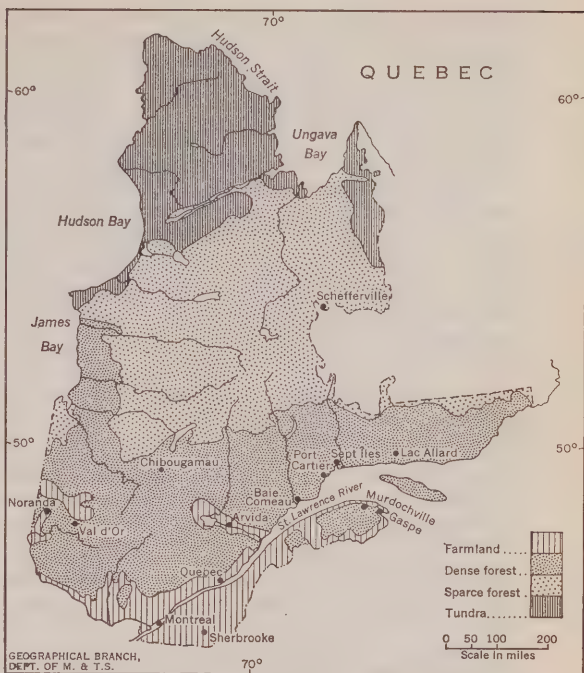 70°
QUEBEC
60°
60°
Hudson Strait
Ungava
Bay
Hudson Bay
Schefferville
James
Bay
50°
50°
Chibougamau
Port
Cartier
Sept Îles
Lac Allard
Noranda
Val d'Or
Arvida
Baie
Comeau
St. Lawrence River
Murdochville
Gaspe
Quebec
Montreal
Sherbrooke
Farmland .....
Dense forest ..
Sparce forest ..
Tundra ........
0 50 100 200
Scale in miles
GEOGRAPHICAL BRANCH,
DEPT. OF M. & T.S.
70°